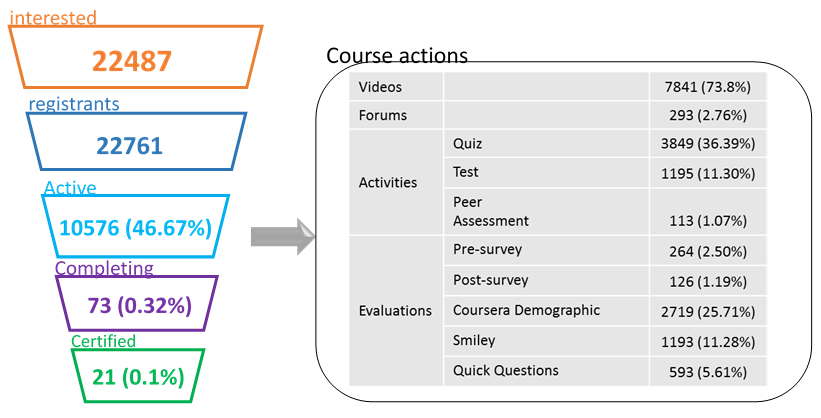 interested
22487
registrants
22761
Active
10576 (46.67%)
Completing
73 (0.32%)
Certified
21 (0.1%)
Course actions
Videos 7841 (73.8%)
Forums 293 (2.76%)
Activities
Quiz 3849 (36.39%)
Test 1195 (11.30%)
Peer
Assessment 113 (1.07%)
Evaluations
Pre-survey 264 (2.50%)
Post-survey 126 (1.19%)
Coursera Demographic 2719 (25.71%)
Smiley 1193 (11.28%)
Quick Questions 593 (5.61%)